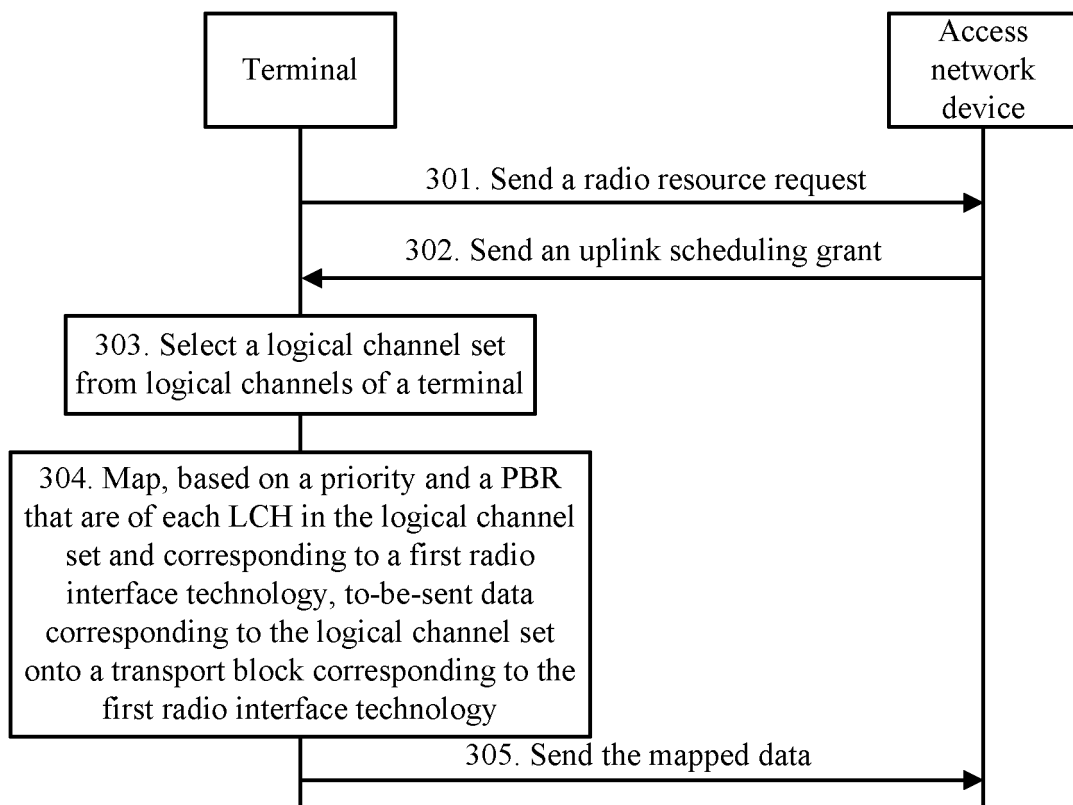 Terminal
Access
network
device
301. Send a radio resource request
302. Send an uplink scheduling grant
303. Select a logical channel set
from logical channels of a terminal
304. Map, based on a priority and a PBR
that are of each LCH in the logical channel
set and corresponding to a first radio
interface technology, to-be-sent data
corresponding to the logical channel set
onto a transport block corresponding to the
first radio interface technology
305. Send the mapped data